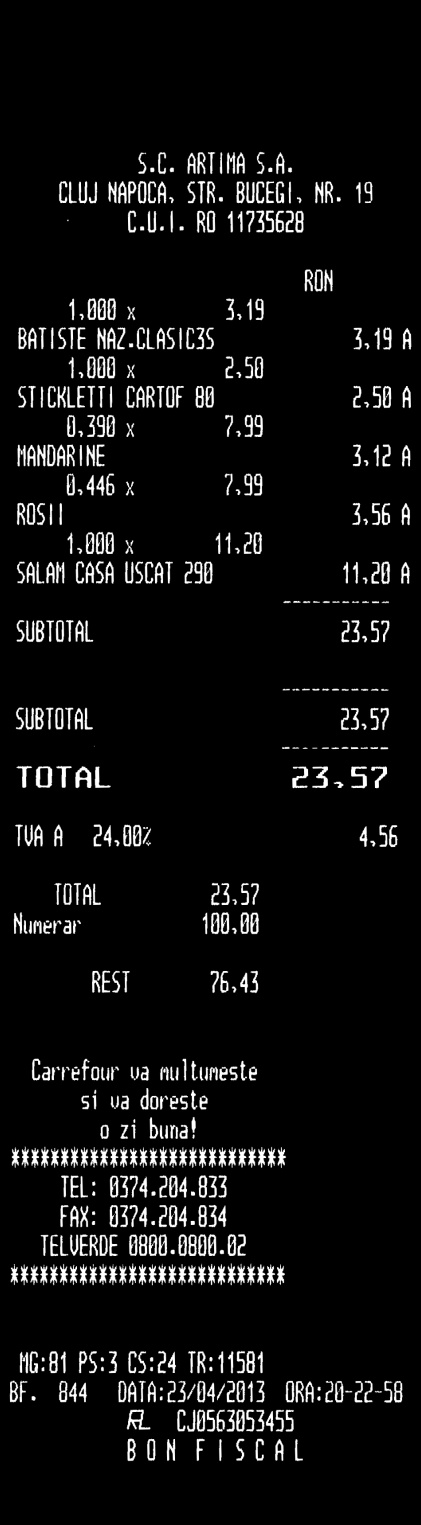 S.C. ARTIMA S.A.
CLUJ NAPOCA, STR. BUCEGI, NR. 19
C.U.I. RO 11735628
RON
1,000 x 3,19
BATISTE NAZ.CLASIC3S 3,19 A
1,000 x 2,50
STICKLETTI CARTOF 80 2,50 A
0,390 x 7,99
MANDARINE 3,12 A
0,446 x 7,99
ROSII 3,56 A
1,000 x 11,20
SALAM CASA USCAT 290 11,20 A
-----------
SUBTOTAL 23,57
-----------
SUBTOTAL 23,57
-----------
TOTAL 23,57
TVA A 24,00% 4,56
TOTAL 23,57
Numerar 100,00
REST 76,43
Carrefour va multumeste
si va doreste
o zi buna!
****************************
TEL: 0374.204.833
FAX: 0374.204.834
TELVERDE 0800.0800.02
****************************
MG:81 PS:3 CS:24 TR:11581
BF. 844 DATA:23/04/2013 ORA:20-22-58
RL CJ0563053455
BON FISCAL